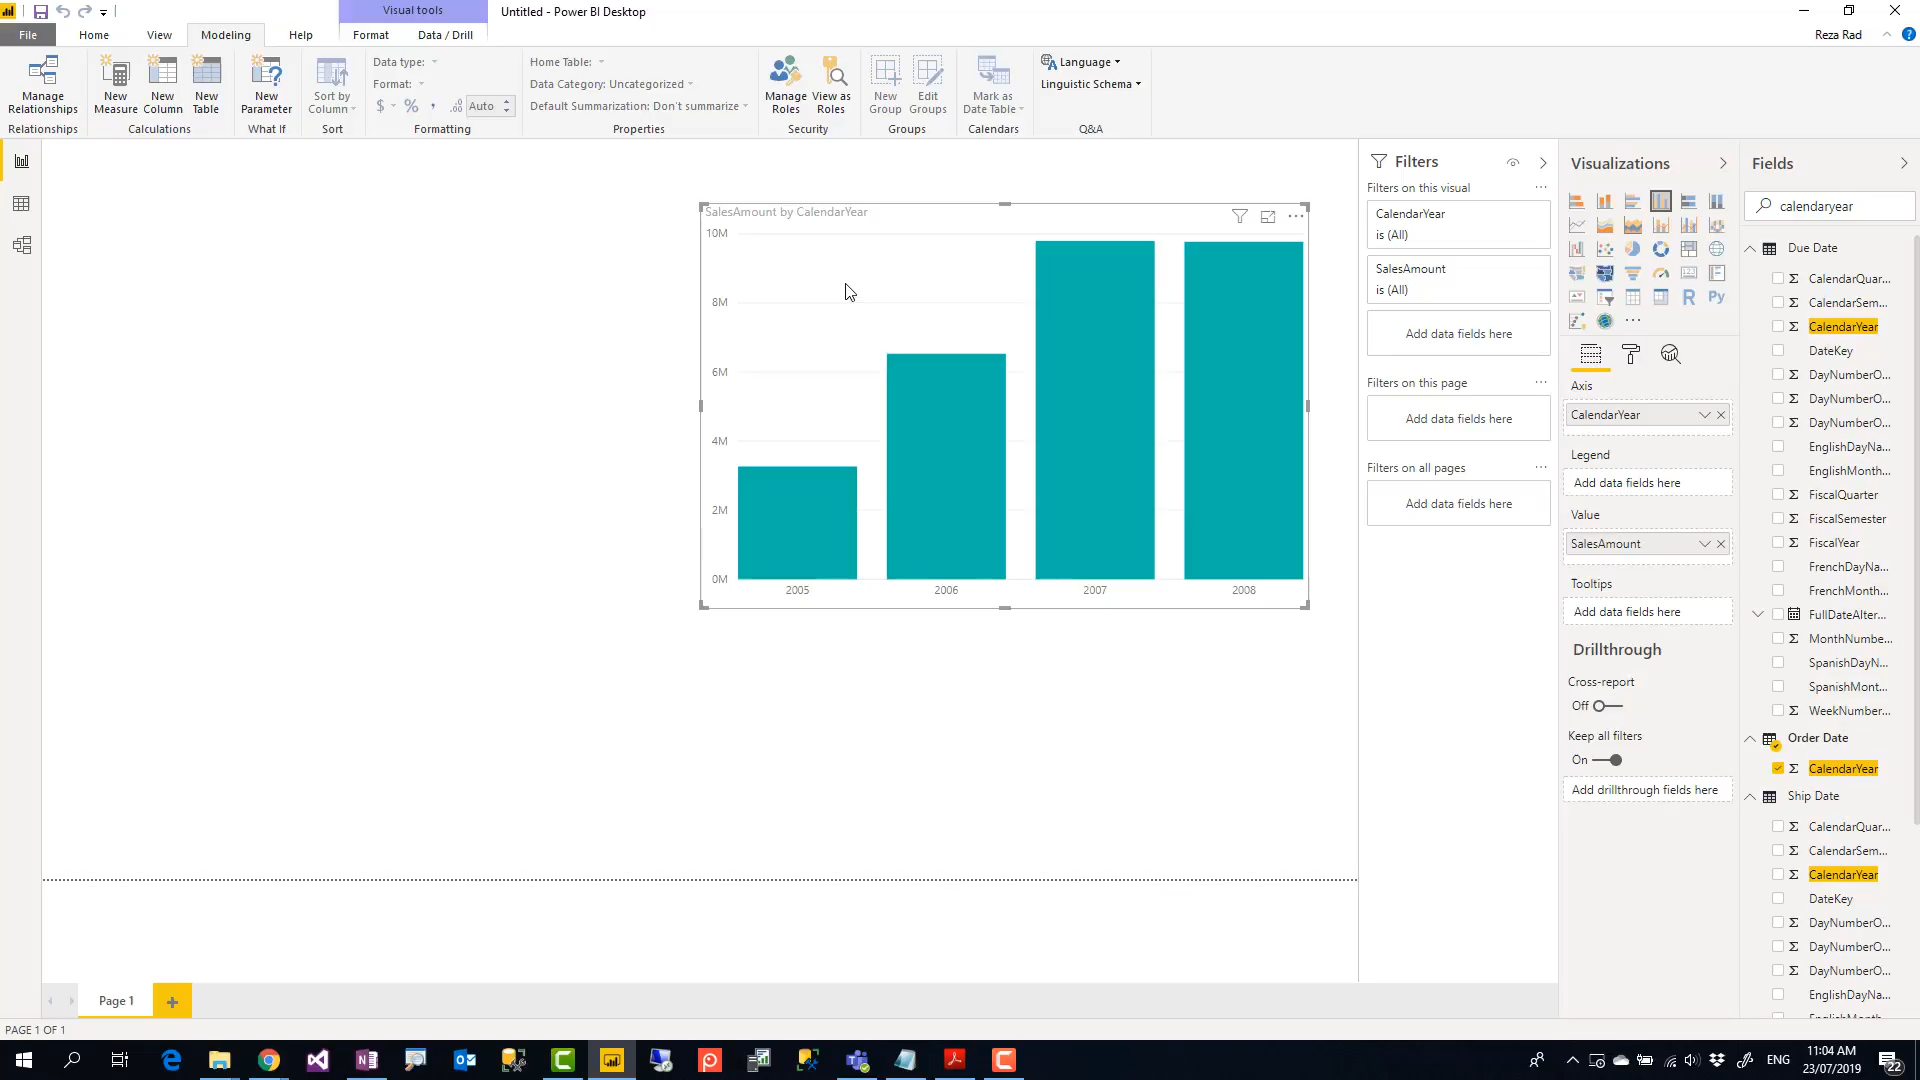 Visual tools
Untitled - Power BI Desktop
File
Home
View
Modeling
Help
Format
Data / Drill
Reza Rad
Manage Relationships
Relationships
New Measure
New Column
New Table
Calculations
New Parameter
What If
Sort by Column
Sort
Data type:
Format:
$ % , .00 Auto
Formatting
Home Table:
Data Category: Uncategorized
Default Summarization: Don't summarize
Properties
Manage Roles
View as Roles
Security
New Group
Edit Groups
Groups
Mark as Date Table
Calendars
Language
Linguistic Schema
Q&A
SalesAmount by CalendarYear
10M
8M
6M
4M
2M
0M
2005
2006
2007
2008
Filters
Filters on this visual
CalendarYear
is (All)
SalesAmount
is (All)
Add data fields here
Filters on this page
Add data fields here
Filters on all pages
Add data fields here
Visualizations
R
Py
Axis
CalendarYear
Legend
Add data fields here
Value
SalesAmount
Tooltips
Add data fields here
Drillthrough
Cross-report
Off
Keep all filters
On
Add drillthrough fields here
Fields
calendaryear
Due Date
CalendarQuar...
CalendarSem...
CalendarYear
DateKey
DayNumberO...
DayNumberO...
DayNumberO...
EnglishDayNa...
EnglishMonth...
FiscalQuarter
FiscalSemester
FiscalYear
FrenchDayNa...
FrenchMonth...
FullDateAlter...
MonthNumbe...
SpanishDayN...
SpanishMont...
WeekNumber...
Order Date
CalendarYear
Ship Date
CalendarQuar...
CalendarSem...
CalendarYear
DateKey
DayNumberO...
DayNumberO...
DayNumberO...
EnglishDayNa...
EnglishMonth...
Page 1
PAGE 1 OF 1
ENG
11:04 AM
23/07/2019
22